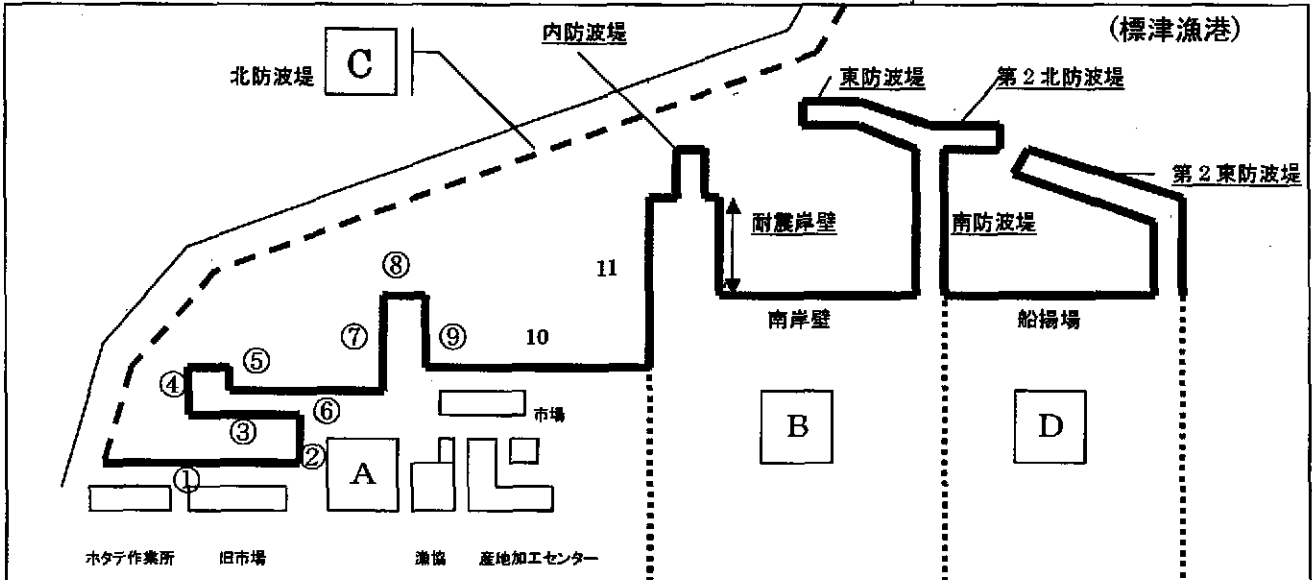 (標津漁港)
内防波堤
北防波堤
C
東防波堤
第2北防波堤
第2東防波堤
耐震岸壁
南防波堤
⑧
11
南岸壁
船揚場
⑦
⑨
10
⑤
④
⑥
市場
③
B
D
②
①
A
ホタテ作業所
旧市場
漁協
産地加工センター